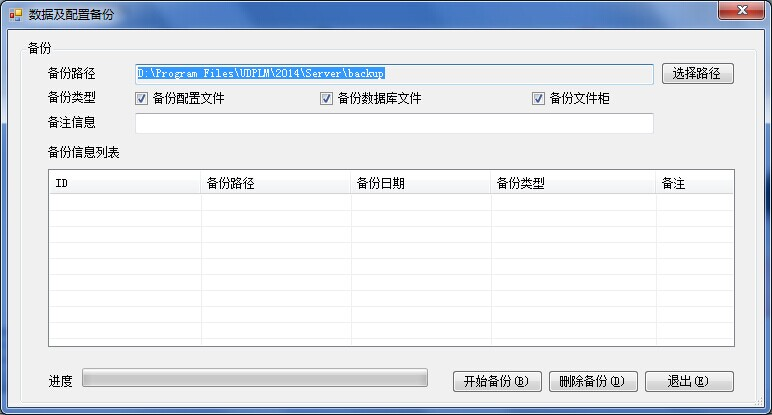 数据及配置备份
备份
备份路径 D:\Program Files\UDPLM\2014\Server\backup 选择路径
备份类型 备份配置文件 备份数据库文件 备份文件柜
备注信息
备份信息列表
ID 备份路径 备份日期 备份类型 备注
进度 开始备份(B) 删除备份(D) 退出(E)